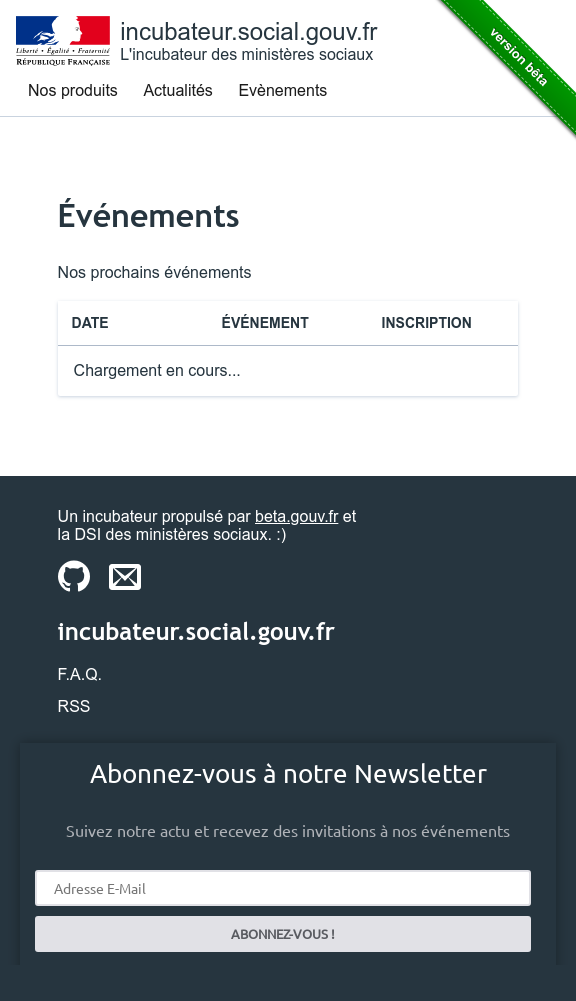 incubateur.social.gouv.fr
L'incubateur des ministères sociaux
Liberté • Égalité • Fraternité
RÉPUBLIQUE FRANÇAISE
version bêta
Nos produits Actualités Evènements
Événements
Nos prochains événements
DATE ÉVÉNEMENT INSCRIPTION
Chargement en cours...
Un incubateur propulsé par beta.gouv.fr et
la DSI des ministères sociaux. :)
incubateur.social.gouv.fr
F.A.Q.
RSS
Abonnez-vous à notre Newsletter
Suivez notre actu et recevez des invitations à nos événements
Adresse E-Mail
ABONNEZ-VOUS !